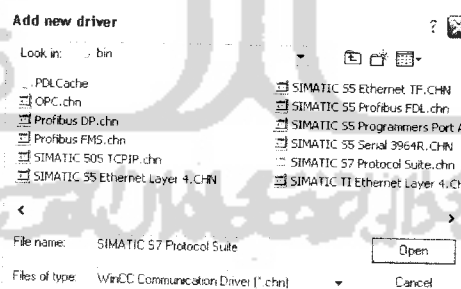 Add new driver ?
Look in: bin
PDLCache
OPC.chn
Profibus DP.chn
Profibus FMS.chn
SIMATIC 505 TCPIP.chn
SIMATIC S5 Ethernet Layer 4.CHN
SIMATIC S5 Ethernet TF.CHN
SIMATIC S5 Profibus FDL.chn
SIMATIC S5 Programmers Port A
SIMATIC S5 Serial 3964R.CHN
SIMATIC S7 Protocol Suite.chn
SIMATIC TI Ethernet Layer 4.CH
File name: SIMATIC S7 Protocol Suite Open
Files of type: WinCC Communication Driver (*.chn) Cancel